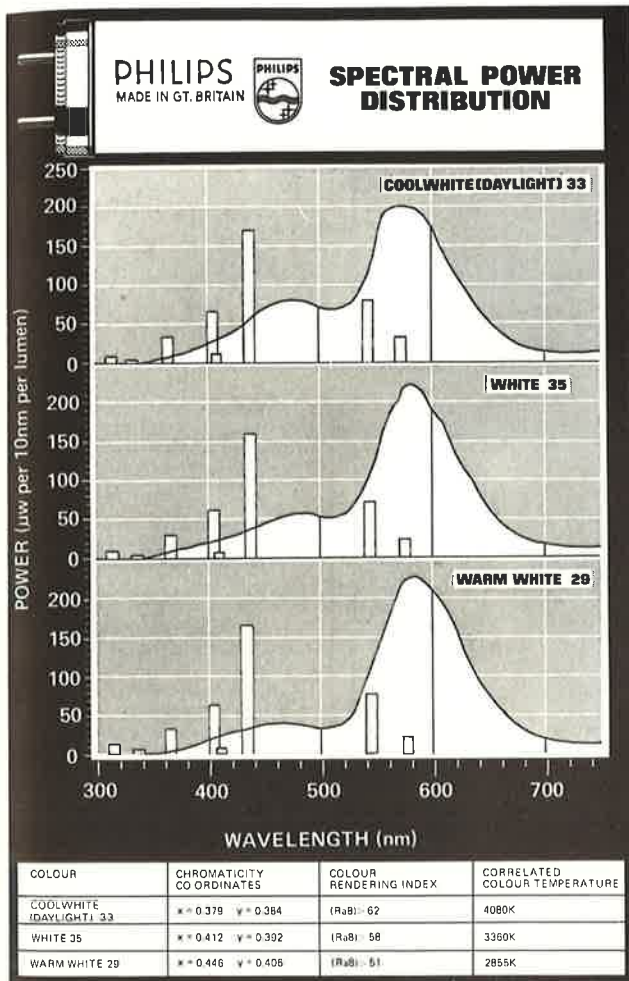 PHILIPS
MADE IN GT. BRITAIN
PHILIPS
SPECTRAL POWER
DISTRIBUTION
POWER (µw per 10nm per lumen)
COOLWHITE(DAYLIGHT) 33
250
200
150
100
50
0
WHITE 35
200
150
100
50
0
WARM WHITE 29
200
150
100
50
0
300 400 500 600 700
WAVELENGTH (nm)
COLOUR CHROMATICITY CO ORDINATES COLOUR RENDERING INDEX CORRELATED COLOUR TEMPERATURE
COOLWHITE (DAYLIGHT) 33 x = 0.379 y = 0.384 (Ra8) - 62 4080K
WHITE 35 x = 0.412 y = 0.392 (Ra8) - 58 3360K
WARM WHITE 29 x = 0.446 y = 0.406 (Ra8) - 51 2855K